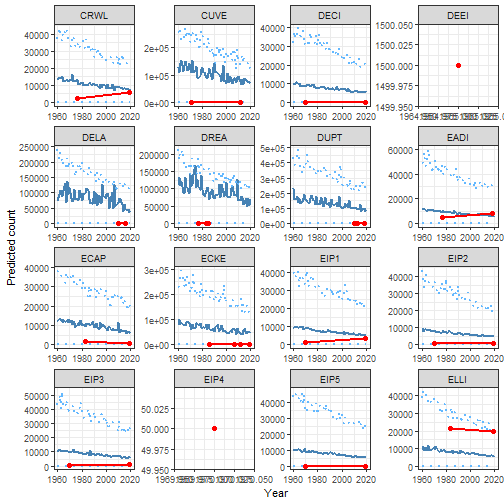 CRWL CUVE DECI DEEI
40000 30000 20000 10000 0
2e+05 1e+05 0e+00
40000 30000 20000 10000 0
1500.050 1500.025 1500.000 1499.975 1499.950
1960 1980 2000 2020 1960 1980 2000 2020 1960 1980 2000 2020
DELA DREA DUPT EADI
250000 200000 150000 100000 50000 0
200000 150000 100000 50000 0
5e+05 4e+05 3e+05 2e+05 1e+05 0e+00
60000 40000 20000 0
1960 1980 2000 2020 1960 1980 2000 2020 1960 1980 2000 2020 1960 1980 2000 2020
Predicted count
ECAP ECKE EIP1 EIP2
40000 30000 20000 10000 0
3e+05 2e+05 1e+05 0e+00
40000 30000 20000 10000 0
40000 30000 20000 10000 0
1960 1980 2000 2020 1960 1980 2000 2020 1960 1980 2000 2020 1960 1980 2000 2020
EIP3 EIP4 EIP5 ELLI
50000 40000 30000 20000 10000 0
50.050 50.025 50.000 49.975 49.950
50000 40000 30000 20000 10000 0
40000 30000 20000 10000 0
1960 1980 2000 2020 1960 1980 2000 2020 1960 1980 2000 2020
Year